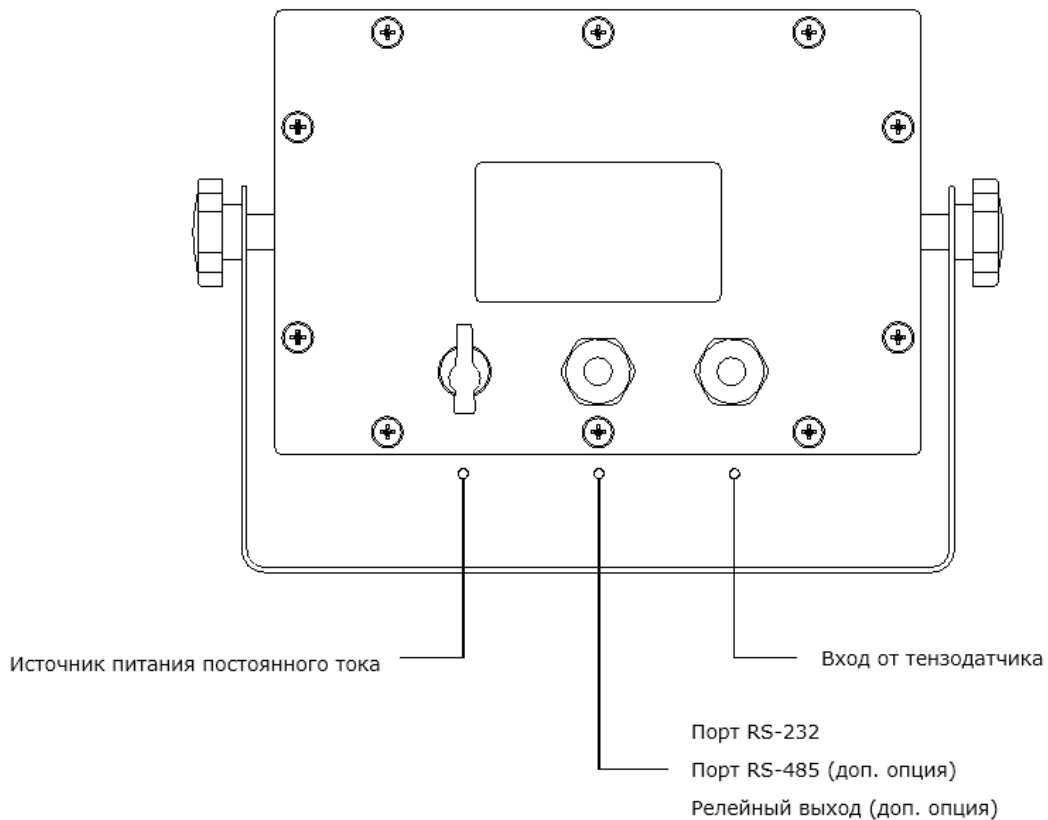 Источник питания постоянного тока
Вход от тензодатчика
Порт RS-232
Порт RS-485 (доп. опция)
Релейный выход (доп. опция)